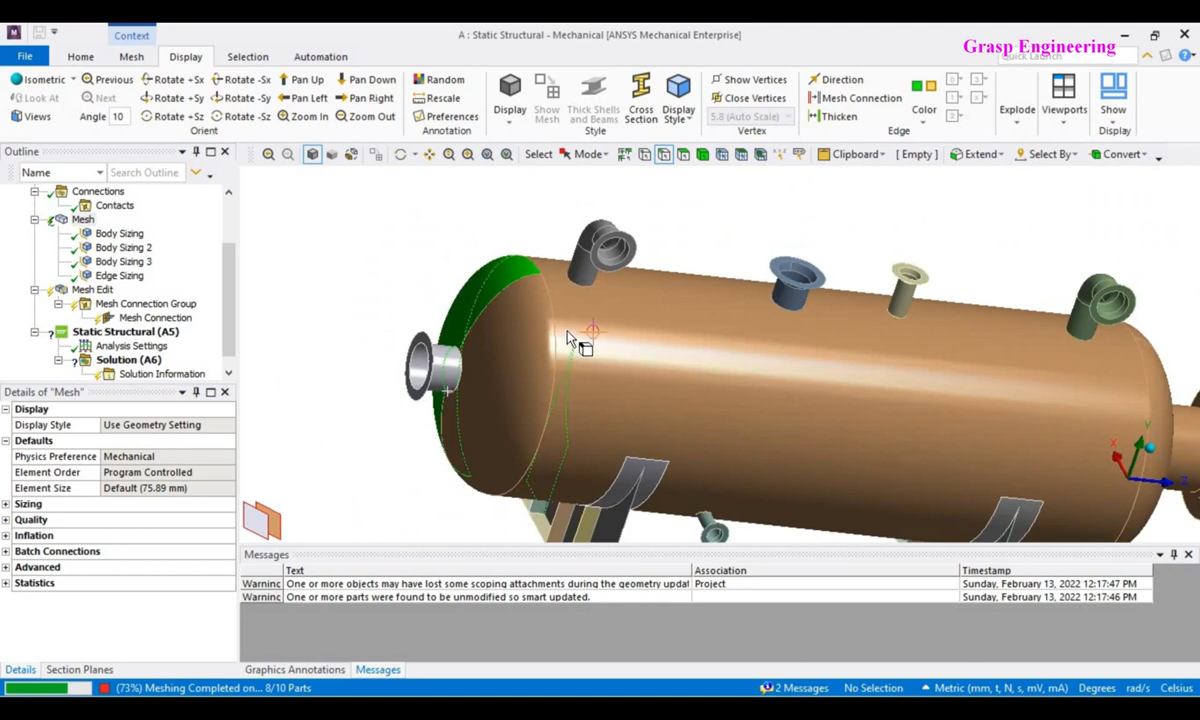 Context
A : Static Structural - Mechanical [ANSYS Mechanical Enterprise]
Grasp Engineering
File Home Mesh Display Selection Automation
Quick Launch
Isometric Previous Rotate +Sx Rotate -Sx Pan Up Pan Down Random Show Vertices Direction
Look At Next Rotate +Sy Rotate -Sy Pan Left Pan Right Rescale Close Vertices Mesh Connection
Views Angle 10 Rotate +Sz Rotate -Sz Zoom In Zoom Out Preferences 5.8 (Auto Scale) Thicken
Display Show Mesh Thick Shells and Beams Cross Section Display Style Color Explode Viewports Show
Orient Annotation Style Vertex Edge Display
Outline
Select Mode Clipboard [ Empty ] Extend Select By Convert
Name Search Outline
Connections
Contacts
Mesh
Body Sizing
Body Sizing 2
Body Sizing 3
Edge Sizing
Mesh Edit
Mesh Connection Group
Mesh Connection
Static Structural (A5)
Analysis Settings
Solution (A6)
Solution Information
Details of "Mesh"
Display
Display Style Use Geometry Setting
Defaults
Physics Preference Mechanical
Element Order Program Controlled
Element Size Default (75.89 mm)
Sizing
Quality
Inflation
Batch Connections
Advanced
Statistics
Y
X
Z
Messages
Text Association Timestamp
Warninc One or more objects may have lost some scoping attachments during the geometry updat Project Sunday, February 13, 2022 12:17:47 PM
Warninc One or more parts were found to be unmodified so smart updated. Sunday, February 13, 2022 12:17:46 PM
Details Section Planes Graphics Annotations Messages
(73%) Meshing Completed on... 8/10 Parts 2 Messages No Selection Metric (mm, t, N, s, mV, mA) Degrees rad/s Celsius